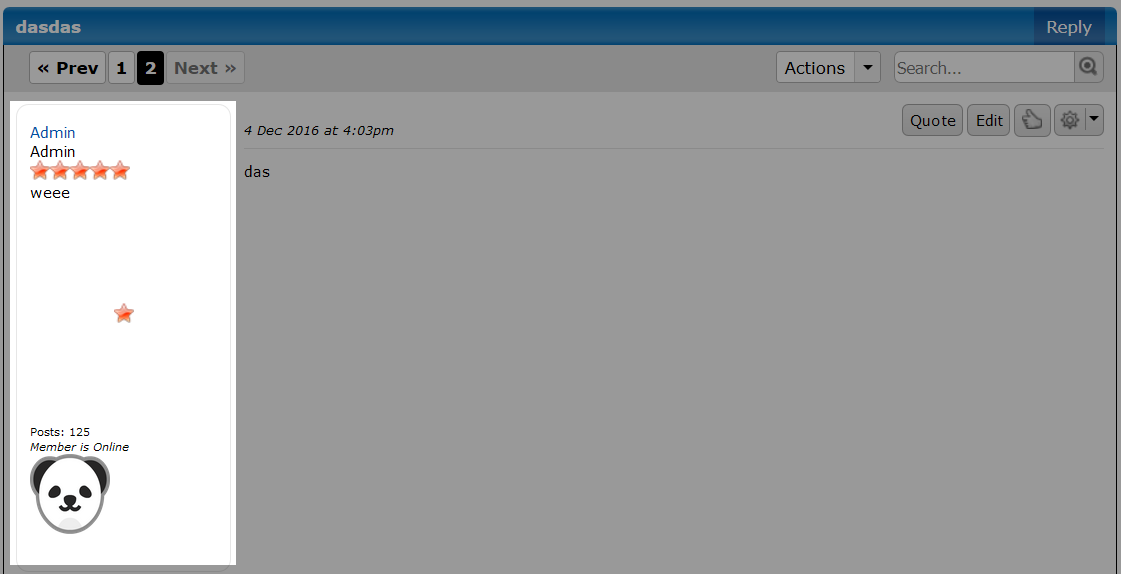 dasdas
Reply
« Prev 1 2 Next »
Actions
Search...
Admin
Admin
weee
Posts: 125
Member is Online
4 Dec 2016 at 4:03pm
Quote
Edit
das